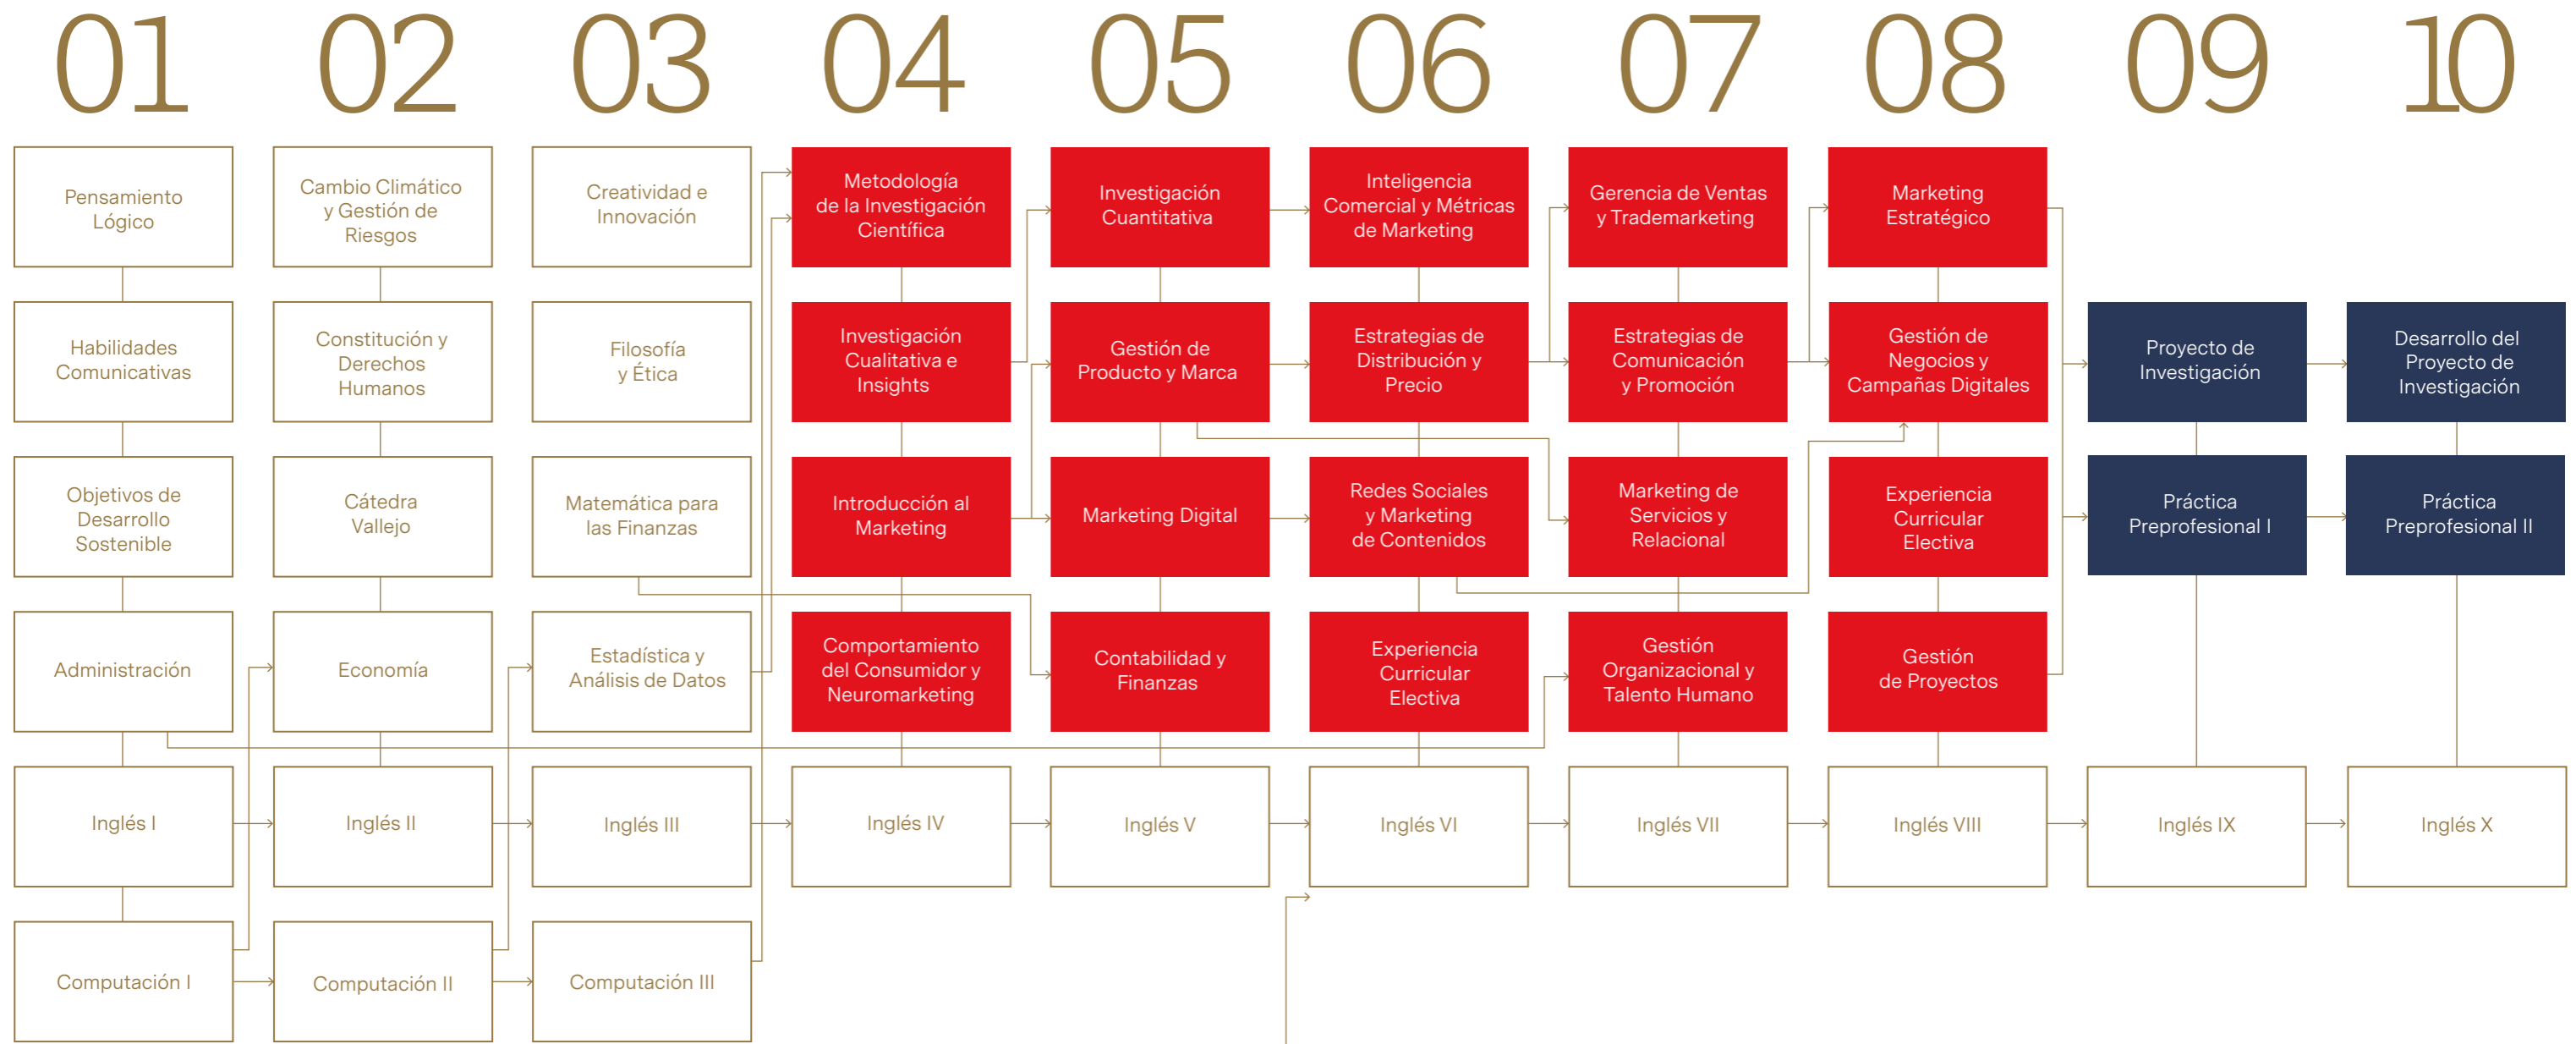 01
02
03
04
05
06
07
08
09
10
Pensamiento
Lógico
Habilidades
Comunicativas
Objetivos de
Desarrollo
Sostenible
Administración
Inglés I
Computación I
Cambio Climático
y Gestión de
Riesgos
Constitución y
Derechos
Humanos
Cátedra
Vallejo
Economía
Inglés II
Computación II
Creatividad e
Innovación
Filosofía
y Ética
Matemática para
las Finanzas
Estadística y
Análisis de Datos
Inglés III
Computación III
Metodología
de la Investigación
Científica
Investigación
Cualitativa e
Insights
Introducción al
Marketing
Comportamiento
del Consumidor y
Neuromarketing
Inglés IV
Investigación
Cuantitativa
Gestión de
Producto y Marca
Marketing Digital
Contabilidad y
Finanzas
Inglés V
Inteligencia
Comercial y Métricas
de Marketing
Estrategias de
Distribución y
Precio
Redes Sociales
y Marketing
de Contenidos
Experiencia
Curricular
Electiva
Inglés VI
Gerencia de Ventas
y Trademarketing
Estrategias de
Comunicación
y Promoción
Marketing de
Servicios y
Relacional
Gestión
Organizacional y
Talento Humano
Inglés VII
Marketing
Estratégico
Gestión de
Negocios y
Campañas Digitales
Experiencia
Curricular
Electiva
Gestión
de Proyectos
Inglés VIII
Proyecto de
Investigación
Práctica
Preprofesional I
Inglés IX
Desarrollo del
Proyecto de
Investigación
Práctica
Preprofesional II
Inglés X